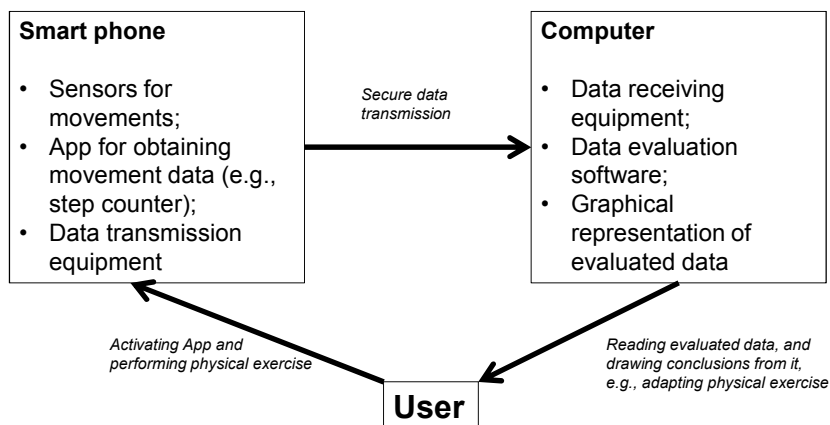 Smart phone
• Sensors for
movements;
• App for obtaining
movement data (e.g.,
step counter);
• Data transmission
equipment
Secure data
transmission
Computer
• Data receiving
equipment;
• Data evaluation
software;
• Graphical
representation of
evaluated data
Activating App and
performing physical exercise
Reading evaluated data, and
drawing conclusions from it,
e.g., adapting physical exercise
User